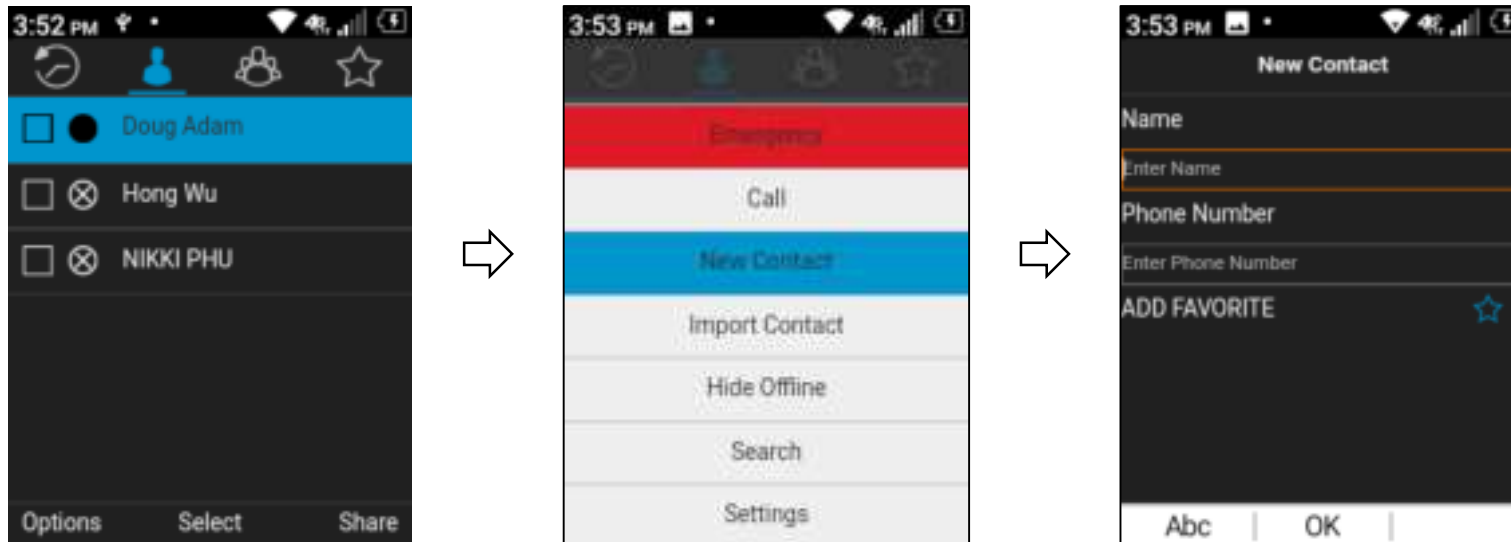 3:52 PM
Doug Adam
Hong Wu
NIKKI PHU
Options Select Share
3:53 PM
Emergency
Call
New Contact
Import Contact
Hide Offline
Search
Settings
3:53 PM
New Contact
Name
Enter Name
Phone Number
Enter Phone Number
ADD FAVORITE
Abc OK